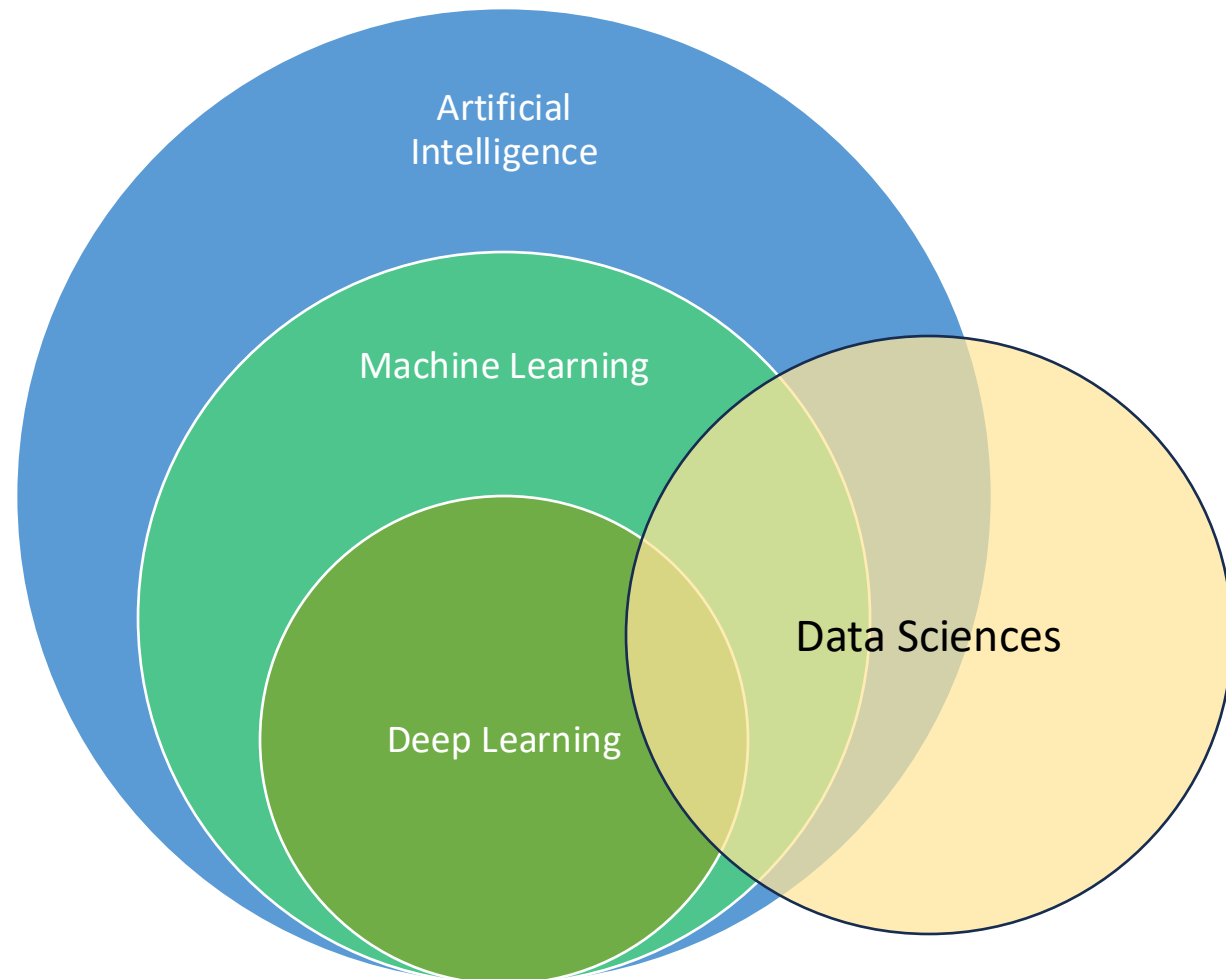 Artificial
Intelligence
Machine Learning
Data Sciences
Deep Learning